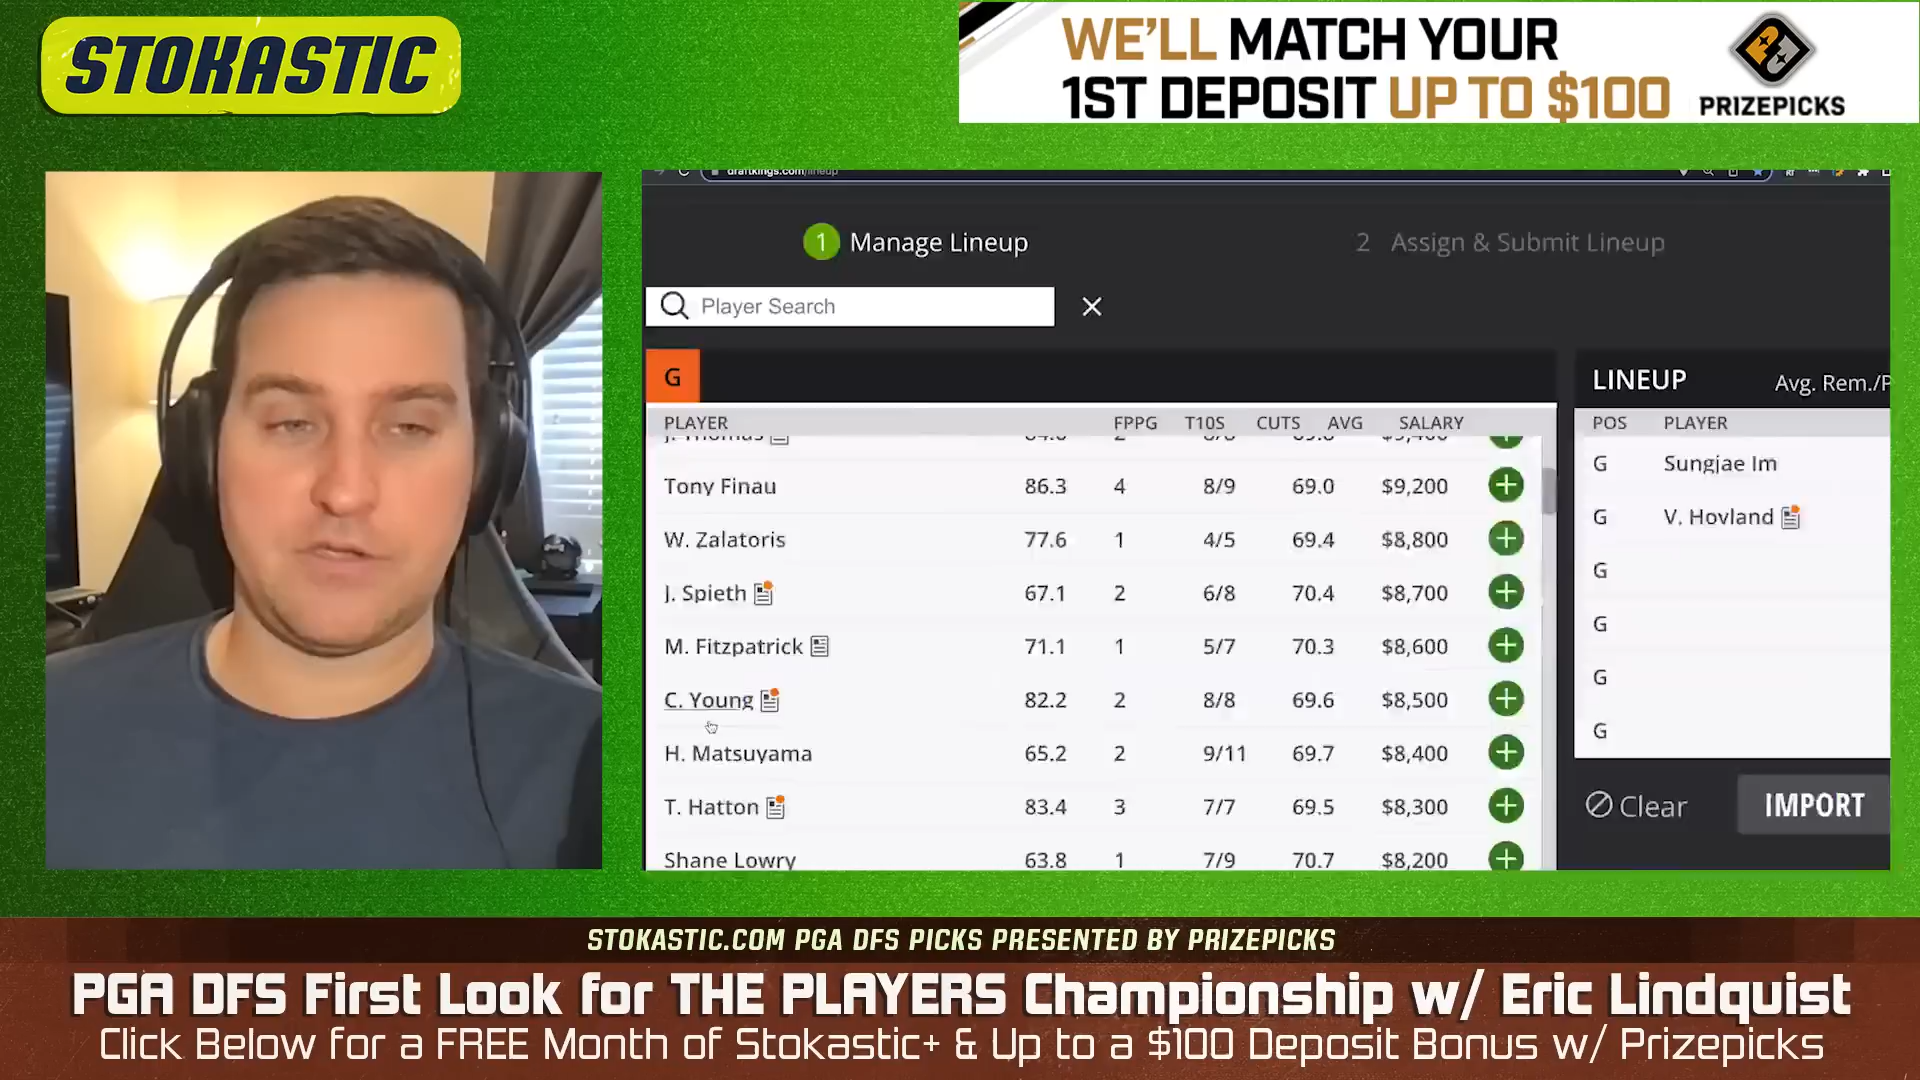 STOKASTIC
WE'LL MATCH YOUR
1ST DEPOSIT UP TO $100
PRIZEPICKS
draftkings.com/lineup
1 Manage Lineup
2 Assign & Submit Lineup
Player Search
G
PLAYER FPPG T10S CUTS AVG SALARY
J. Thomas
Tony Finau 86.3 4 8/9 69.0 $9,200
W. Zalatoris 77.6 1 4/5 69.4 $8,800
J. Spieth 67.1 2 6/8 70.4 $8,700
M. Fitzpatrick 71.1 1 5/7 70.3 $8,600
C. Young 82.2 2 8/8 69.6 $8,500
H. Matsuyama 65.2 2 9/11 69.7 $8,400
T. Hatton 83.4 3 7/7 69.5 $8,300
Shane Lowry 63.8 1 7/9 70.7 $8,200
LINEUP Avg. Rem./P
POS PLAYER
G Sungjae Im
G V. Hovland
G
G
G
G
Clear IMPORT
STOKASTIC.COM PGA DFS PICKS PRESENTED BY PRIZEPICKS
PGA DFS First Look for THE PLAYERS Championship w/ Eric Lindquist
Click Below for a FREE Month of Stokastic+ & Up to a $100 Deposit Bonus w/ Prizepicks